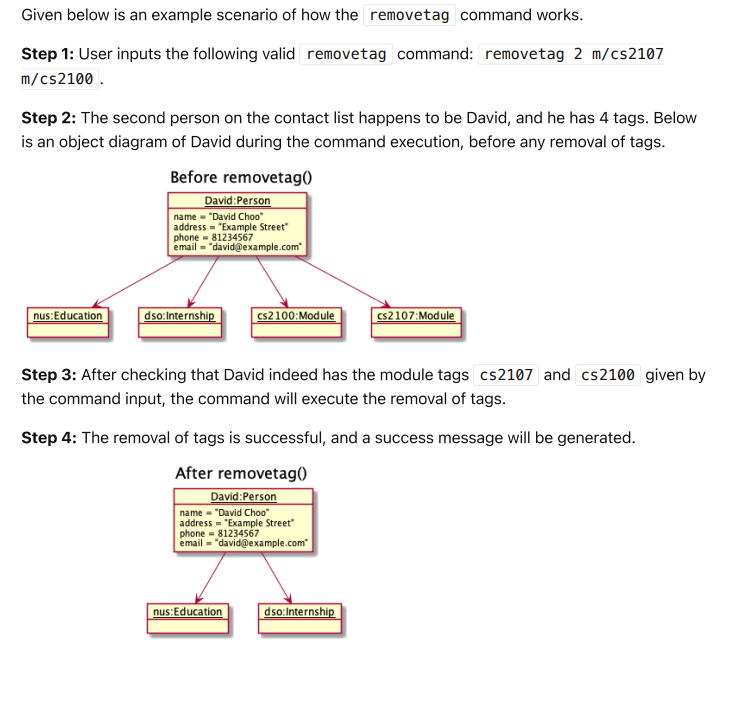 Given below is an example scenario of how the removetag command works.
Step 1: User inputs the following valid removetag command: removetag 2 m/cs2107
m/cs2100 .
Step 2: The second person on the contact list happens to be David, and he has 4 tags. Below
is an object diagram of David during the command execution, before any removal of tags.
Before removetag()
David:Person
name = "David Choo"
address = "Example Street"
phone = 81234567
email = "david@example.com"
nus:Education dso:Internship cs2100:Module cs2107:Module
Step 3: After checking that David indeed has the module tags cs2107 and cs2100 given by
the command input, the command will execute the removal of tags.
Step 4: The removal of tags is successful, and a success message will be generated.
After removetag()
David:Person
name = "David Choo"
address = "Example Street"
phone = 81234567
email = "david@example.com"
nus:Education dso:Internship